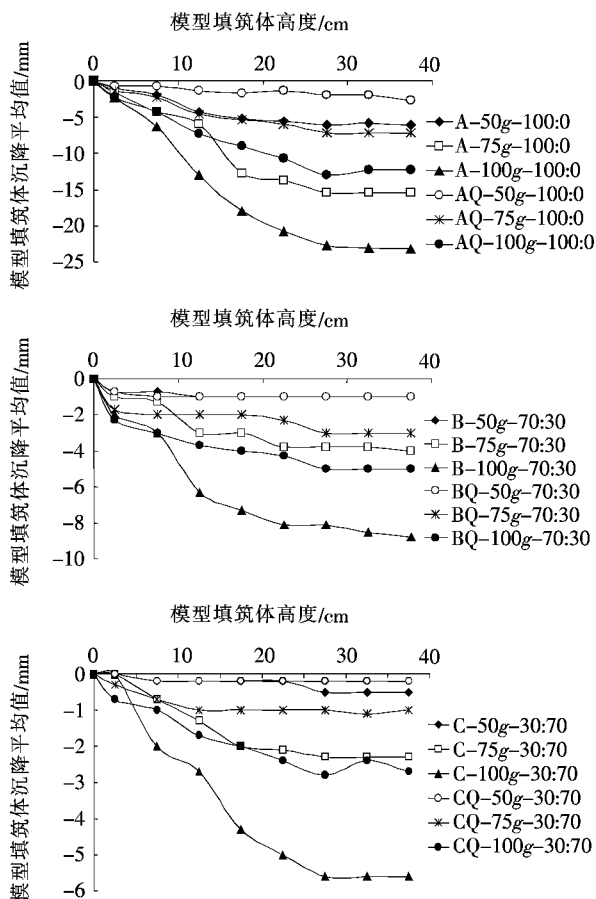 模型填筑体高度/cm
0 10 20 30 40
模型填筑体沉降平均值/mm
0
−5
−10
−15
−20
−25
A−50g−100:0
A−75g−100:0
A−100g−100:0
AQ−50g−100:0
AQ−75g−100:0
AQ−100g−100:0
模型填筑体高度/cm
0 10 20 30 40
模型填筑体沉降平均值/mm
0
−2
−4
−6
−8
−10
B−50g−70:30
B−75g−70:30
B−100g−70:30
BQ−50g−70:30
BQ−75g−70:30
BQ−100g−70:30
模型填筑体高度/cm
0 10 20 30 40
模型填筑体沉降平均值/mm
0
−1
−2
−3
−4
−5
−6
C−50g−30:70
C−75g−30:70
C−100g−30:70
CQ−50g−30:70
CQ−75g−30:70
CQ−100g−30:70